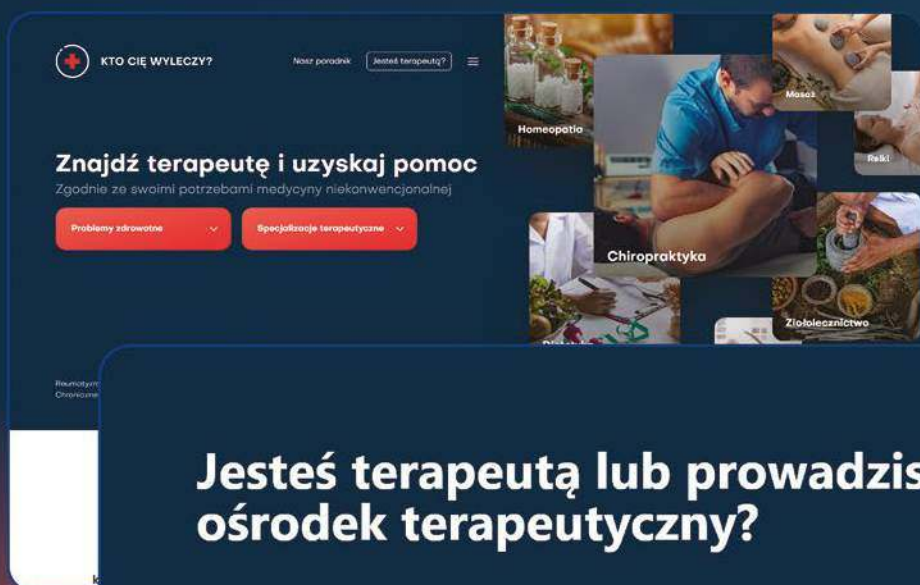 KTO CIĘ WYLECZY?
Nasz poradnik
Jesteś terapeutą?
Znajdź terapeutę i uzyskaj pomoc
Zgodnie ze swoimi potrzebami medycyny niekonwencjonalnej
Problemy zdrowotne
Specjalizacje terapeutyczne
Homeopatia
Masaż
Reiki
Chiropraktyka
Ziołolecznictwo
Jesteś terapeutą lub prowadzis
ośrodek terapeutyczny?